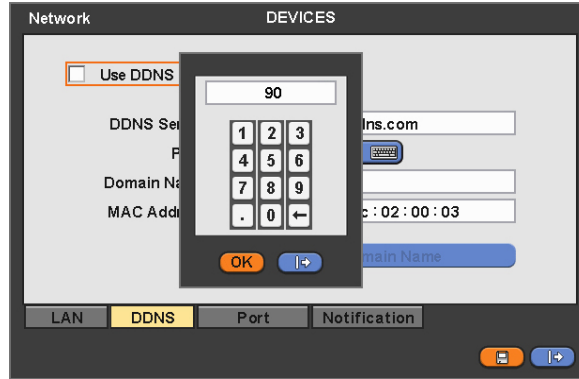 Network DEVICES
Use DDNS
90
DDNS Ser
lns.com
1 2 3
4 5 6
Domain Na
7 8 9
MAC Addr
c : 02 : 00 : 03
. 0 ←
OK
main Name
LAN DDNS Port Notification